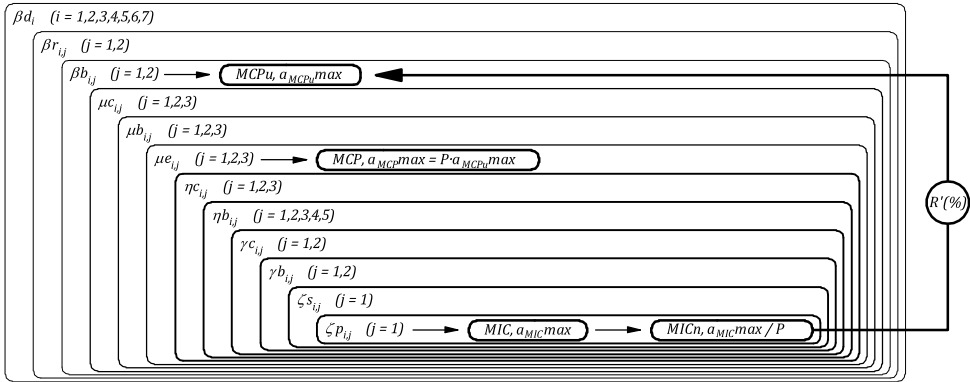 βd_i (i = 1,2,3,4,5,6,7)
βr_i,j (j = 1,2)
βb_i,j (j = 1,2) MCPu, a_MCPu max
μc_i,j (j = 1,2,3)
μb_i,j (j = 1,2,3)
μe_i,j (j = 1,2,3) MCP, a_MCP max = P·a_MCPu max
ηc_i,j (j = 1,2,3)
ηb_i,j (j = 1,2,3,4,5)
R'(%)
γc_i,j (j = 1,2)
γb_i,j (j = 1,2)
ζs_i,j (j = 1)
ζp_i,j (j = 1) MIC, a_MIC max MICn, a_MIC max / P